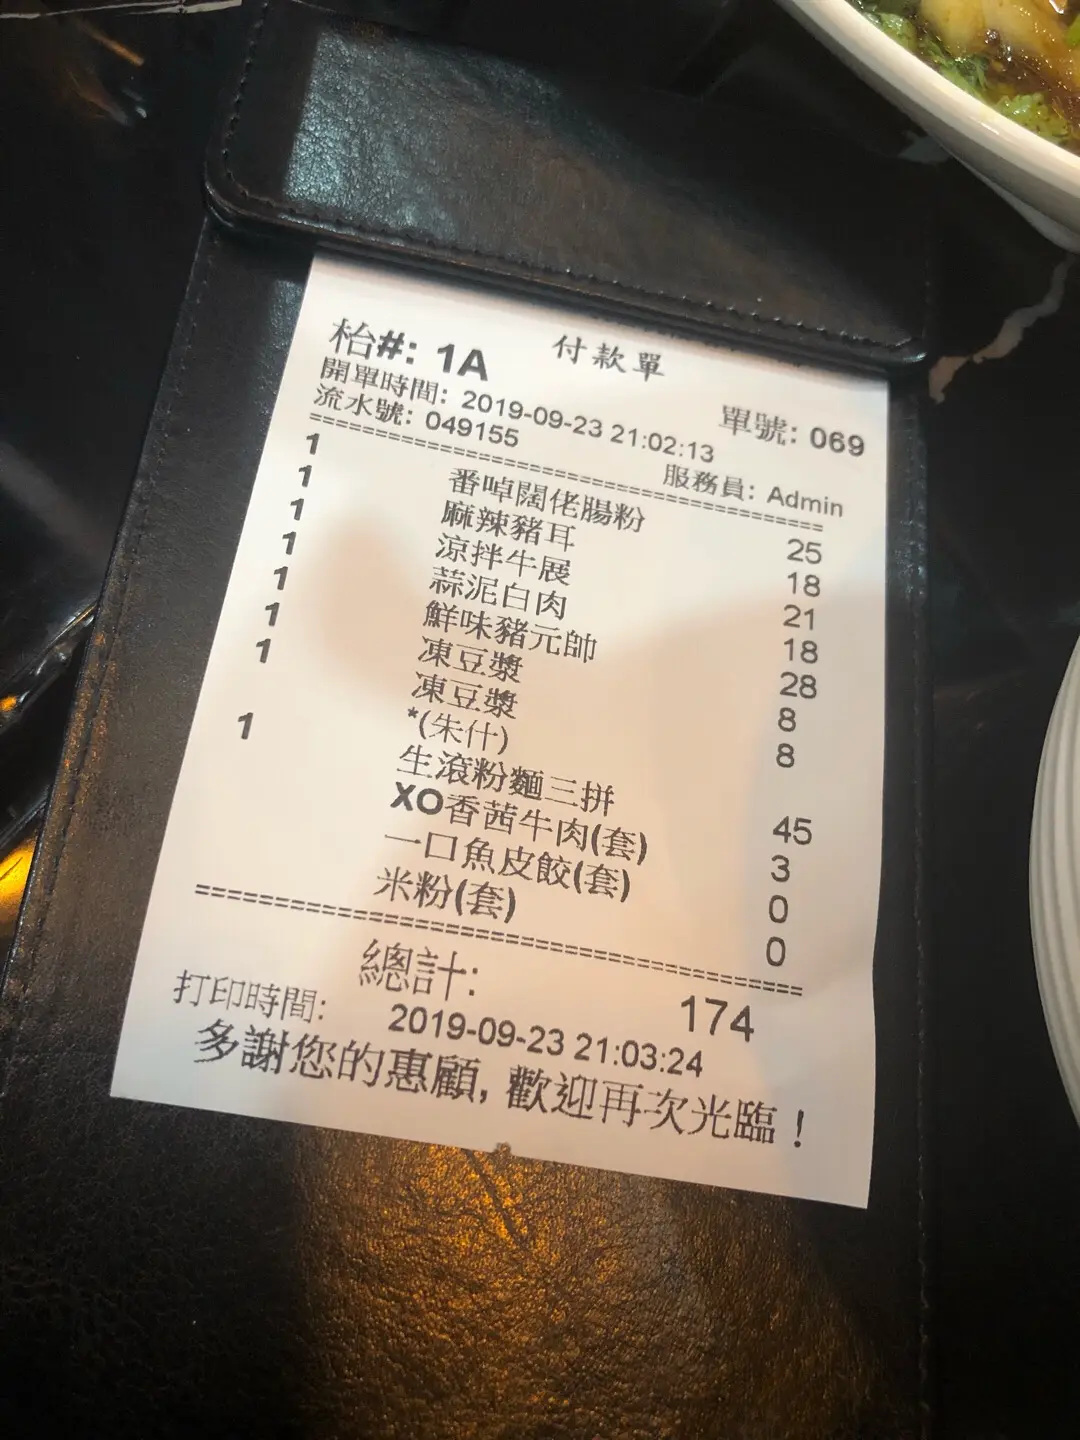 付款單
枱#: 1A
單號: 069
開單時間: 2019-09-23 21:02:13
流水號: 049155
服務員: Admin
==========================================
1 番啅闊佬腸粉 25
1 麻辣豬耳 18
1 涼拌牛展 21
1 蒜泥白肉 18
1 鮮味豬元帥 28
1 凍豆漿 8
1 凍豆漿 8
*(朱什)
1 生滾粉麵三拼 45
XO香茜牛肉(套) 3
一口魚皮餃(套) 0
米粉(套) 0
==========================================
總計: 174
打印時間: 2019-09-23 21:03:24
多謝您的惠顧, 歡迎再次光臨！